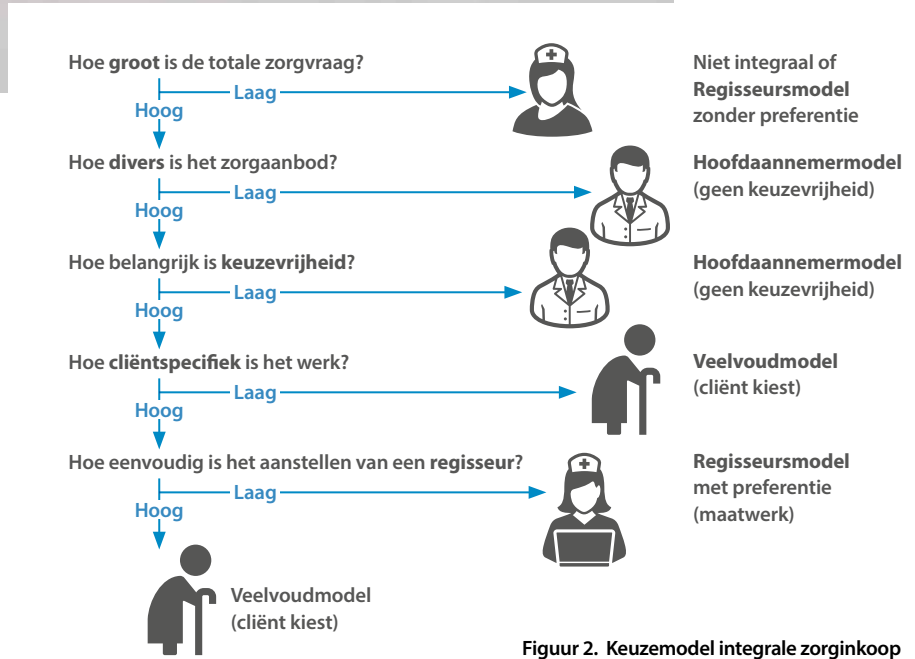 Hoe groot is de totale zorgvraag?
Laag
Hoog
Niet integraal of
Regisseursmodel
zonder preferentie
Hoe divers is het zorgaanbod?
Laag
Hoog
Hoofdaannemermodel
(geen keuzevrijheid)
Hoe belangrijk is keuzevrijheid?
Laag
Hoog
Hoofdaannemermodel
(geen keuzevrijheid)
Hoe cliëntspecifiek is het werk?
Laag
Hoog
Veelvoudmodel
(cliënt kiest)
Hoe eenvoudig is het aanstellen van een regisseur?
Laag
Hoog
Regisseursmodel
met preferentie
(maatwerk)
Veelvoudmodel
(cliënt kiest)
Figuur 2. Keuzemodel integrale zorginkoop